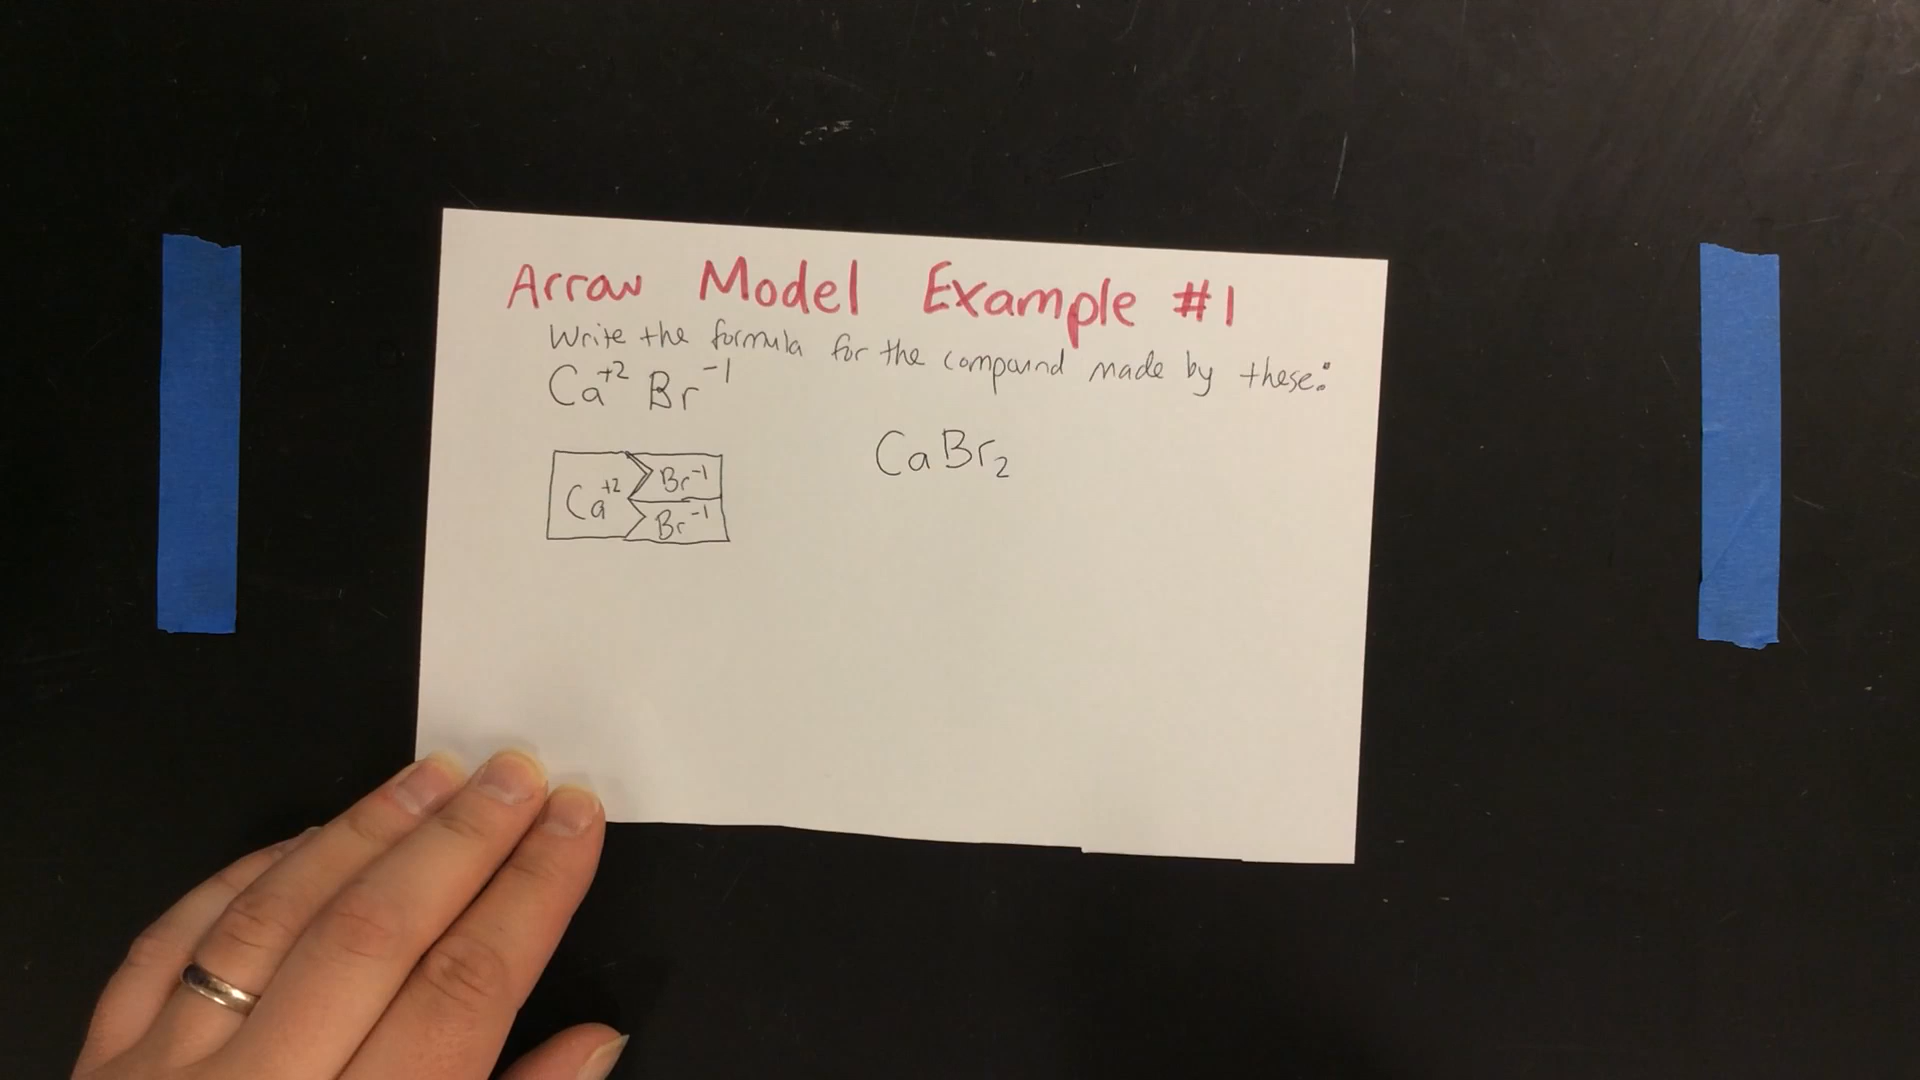 Arrow Model Example #1
Write the formula for the compound made by these:
Ca⁺² Br⁻¹
CaBr₂
Ca⁺² Br⁻¹
Br⁻¹